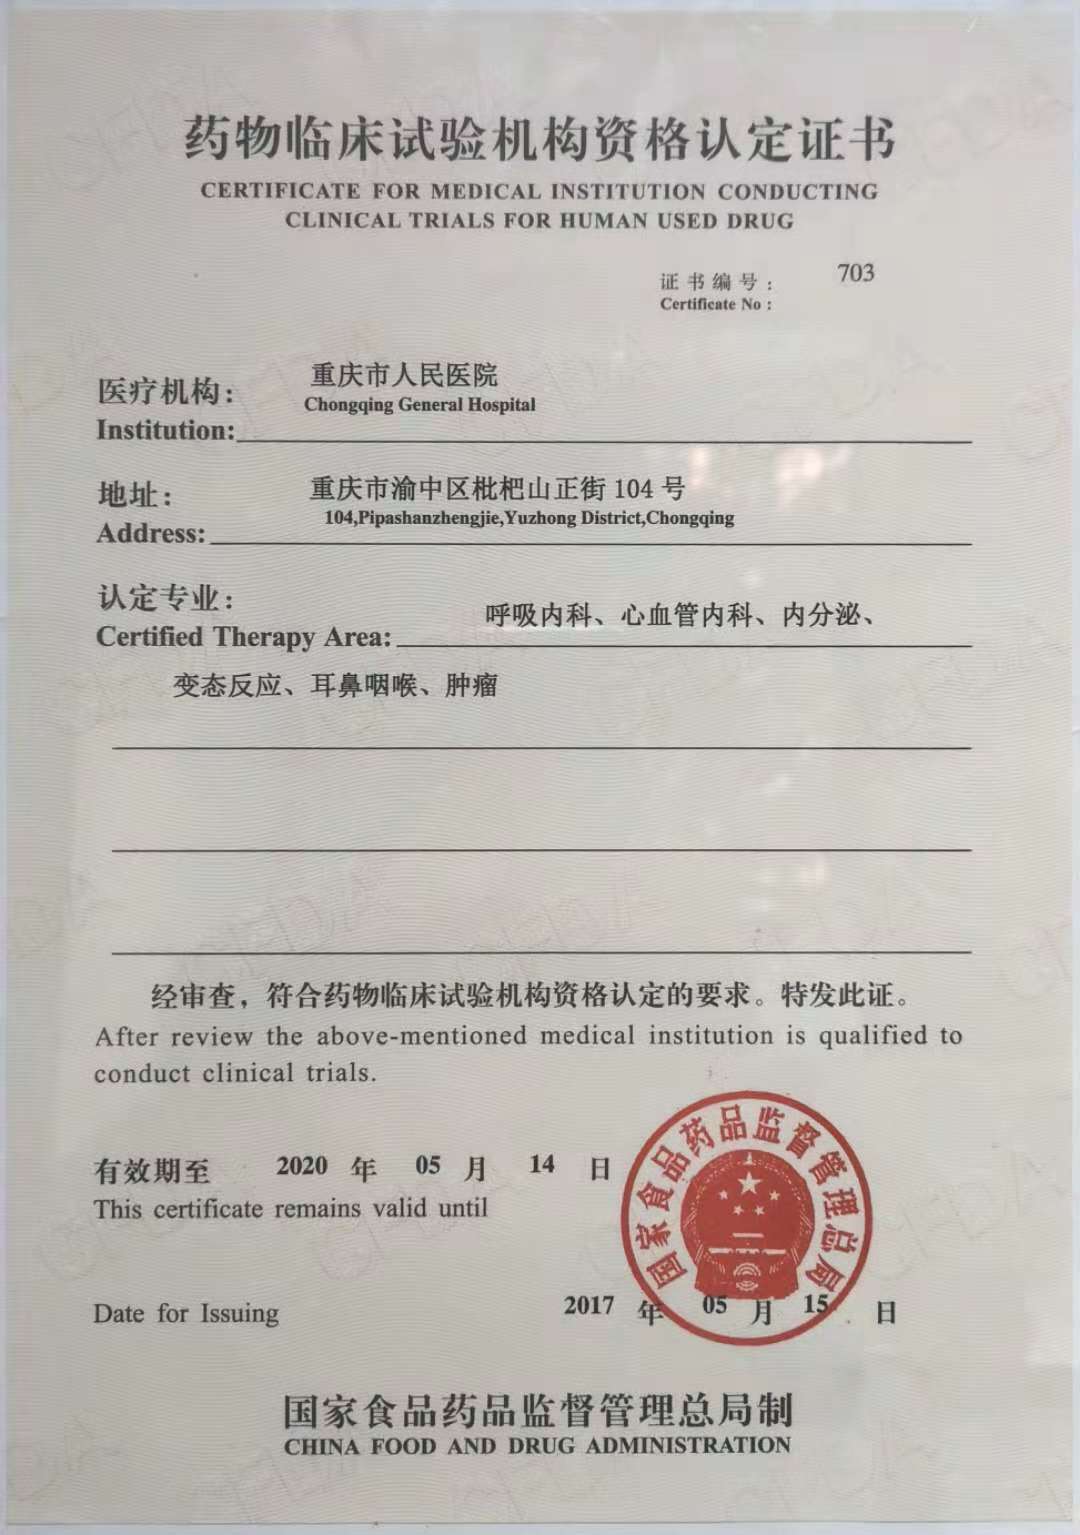 药物临床试验机构资格认定证书
CERTIFICATE FOR MEDICAL INSTITUTION CONDUCTING
CLINICAL TRIALS FOR HUMAN USED DRUG
证书编号： 703
Certificate No :
医疗机构： 重庆市人民医院
Institution: Chongqing General Hospital
地址： 重庆市渝中区枇杷山正街 104 号
Address: 104,Pipashanzhengjie,Yuzhong District,Chongqing
认定专业：
Certified Therapy Area: 呼吸内科、心血管内科、内分泌、
变态反应、耳鼻咽喉、肿瘤
经审查，符合药物临床试验机构资格认定的要求。特发此证。
After review the above-mentioned medical institution is qualified to
conduct clinical trials.
有效期至 2020 年 05 月 14 日
This certificate remains valid until
国家食品药品监督管理总局
Date for Issuing 2017 年 05 月 15 日
国家食品药品监督管理总局制
CHINA FOOD AND DRUG ADMINISTRATION